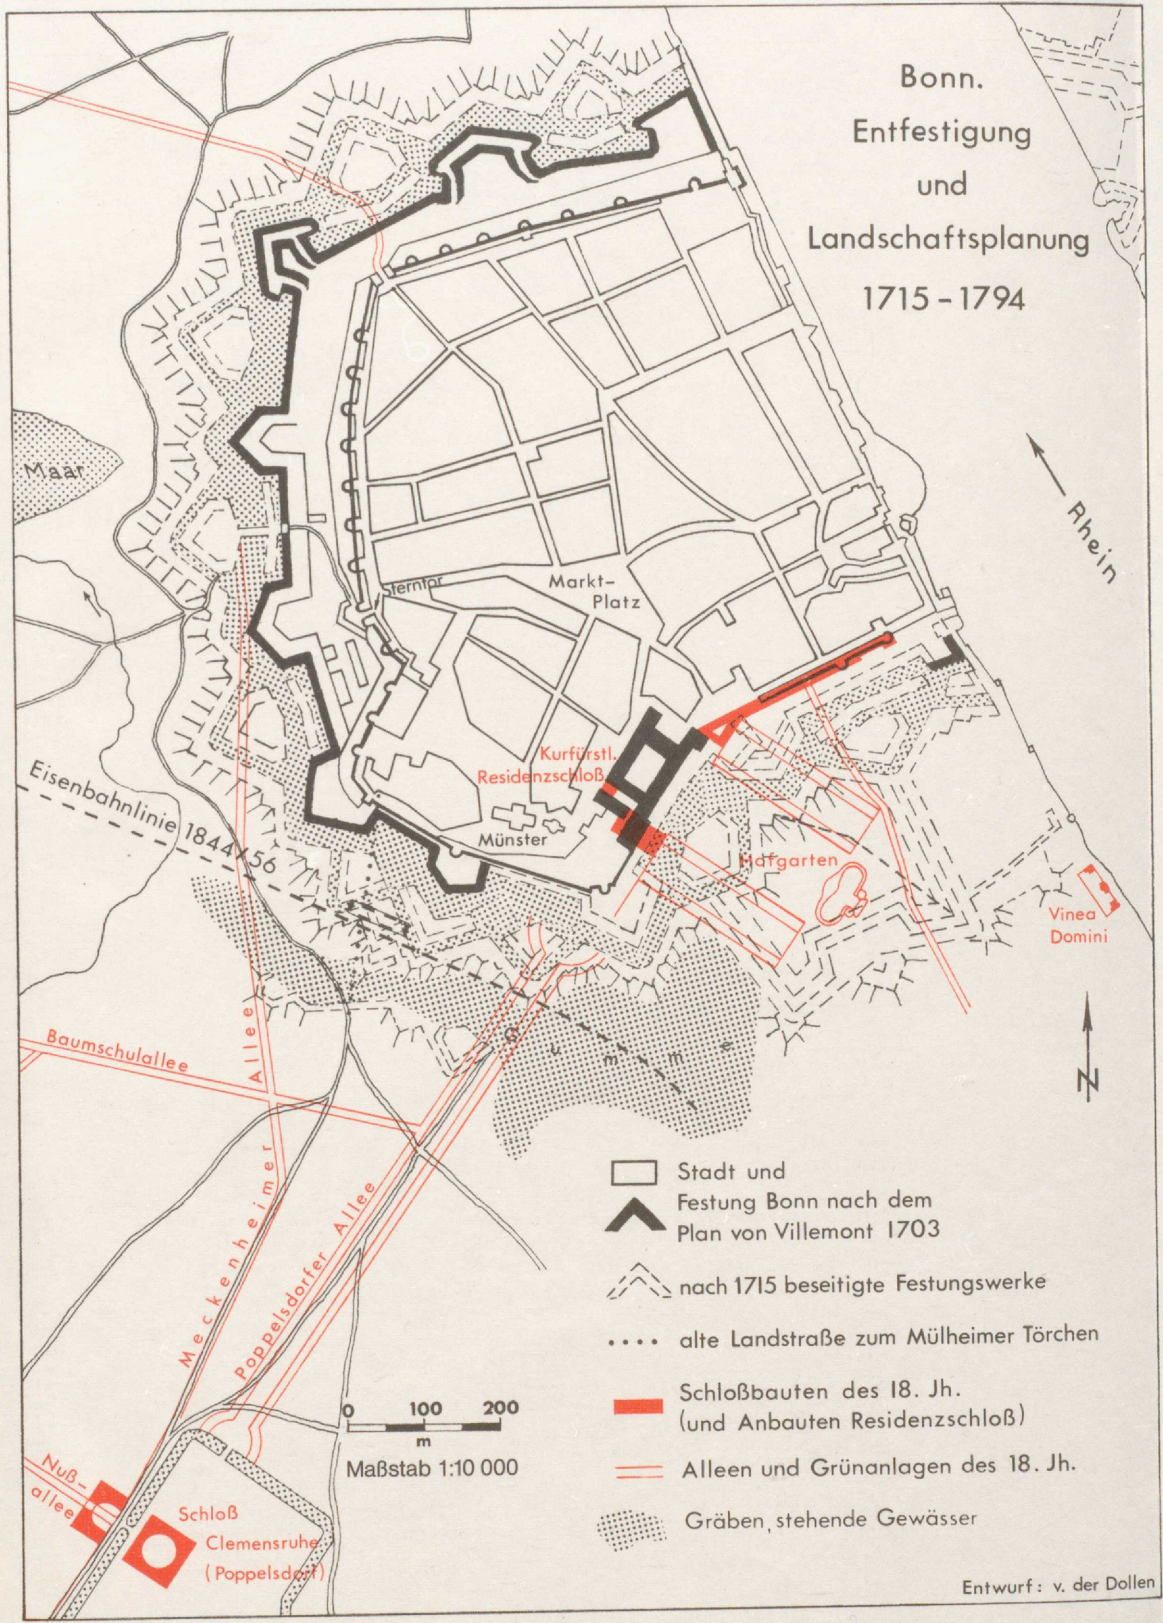 Bonn.
Entfestigung
und
Landschaftsplanung
1715 – 1794
Maar
Rhein
Sterntor
Markt-
Platz
Kurfürstl.
Residenzschloß
Münster
Hofgarten
Vinea
Domini
Eisenbahnlinie 1844/56
Gumme
N
Baumschulallee
Meckenheimer Allee
Poppelsdorfer Allee
Stadt und
Festung Bonn nach dem
Plan von Villemont 1703
nach 1715 beseitigte Festungswerke
alte Landstraße zum Mülheimer Törchen
Schloßbauten des 18. Jh.
(und Anbauten Residenzschloß)
Alleen und Grünanlagen des 18. Jh.
Gräben, stehende Gewässer
0 100 200
m
Maßstab 1:10 000
Nuß-
allee
Schloß
Clemensruhe
(Poppelsdorf)
Entwurf: v. der Dollen